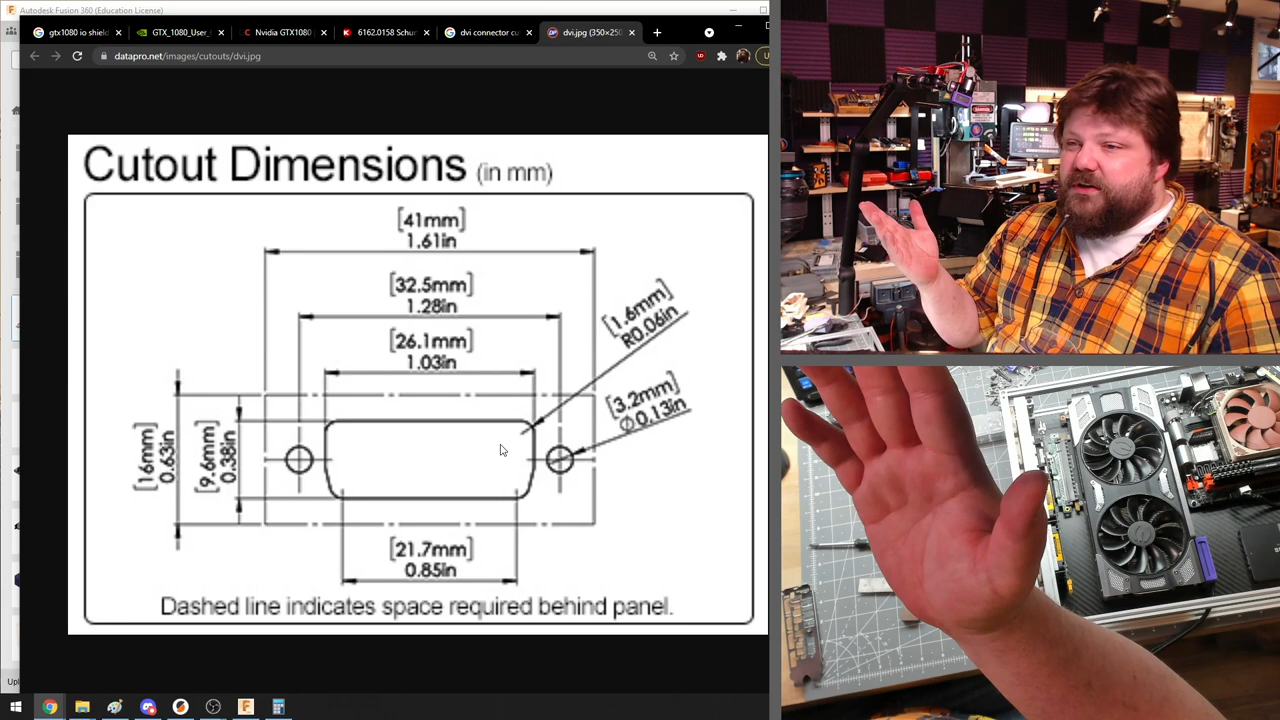 Autodesk Fusion 360 (Education License)
gtx1080 io shield
GTX_1080_User_
Nvidia GTX1080
6162.0158 Schur
dvi connector cu
dvi.jpg (350×250
datapro.net/images/cutouts/dvi.jpg
Cutout Dimensions (in mm)
[41mm]
1.61in
[32.5mm]
1.28in
[26.1mm]
1.03in
[1.6mm]
R0.06in
[3.2mm]
Ø0.13in
[16mm]
0.63in
[9.6mm]
0.38in
[21.7mm]
0.85in
Dashed line indicates space required behind panel.
Upl